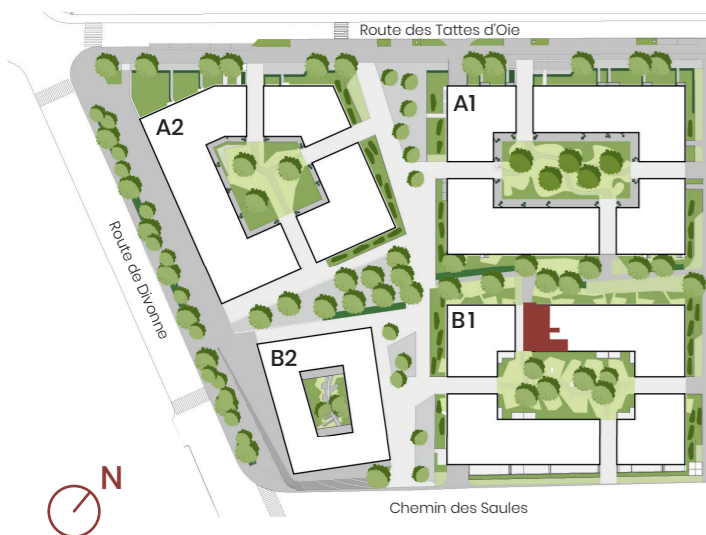 Route des Tattes d'Oie
A2
A1
Route de Divonne
B1
B2
N
Chemin des Saules